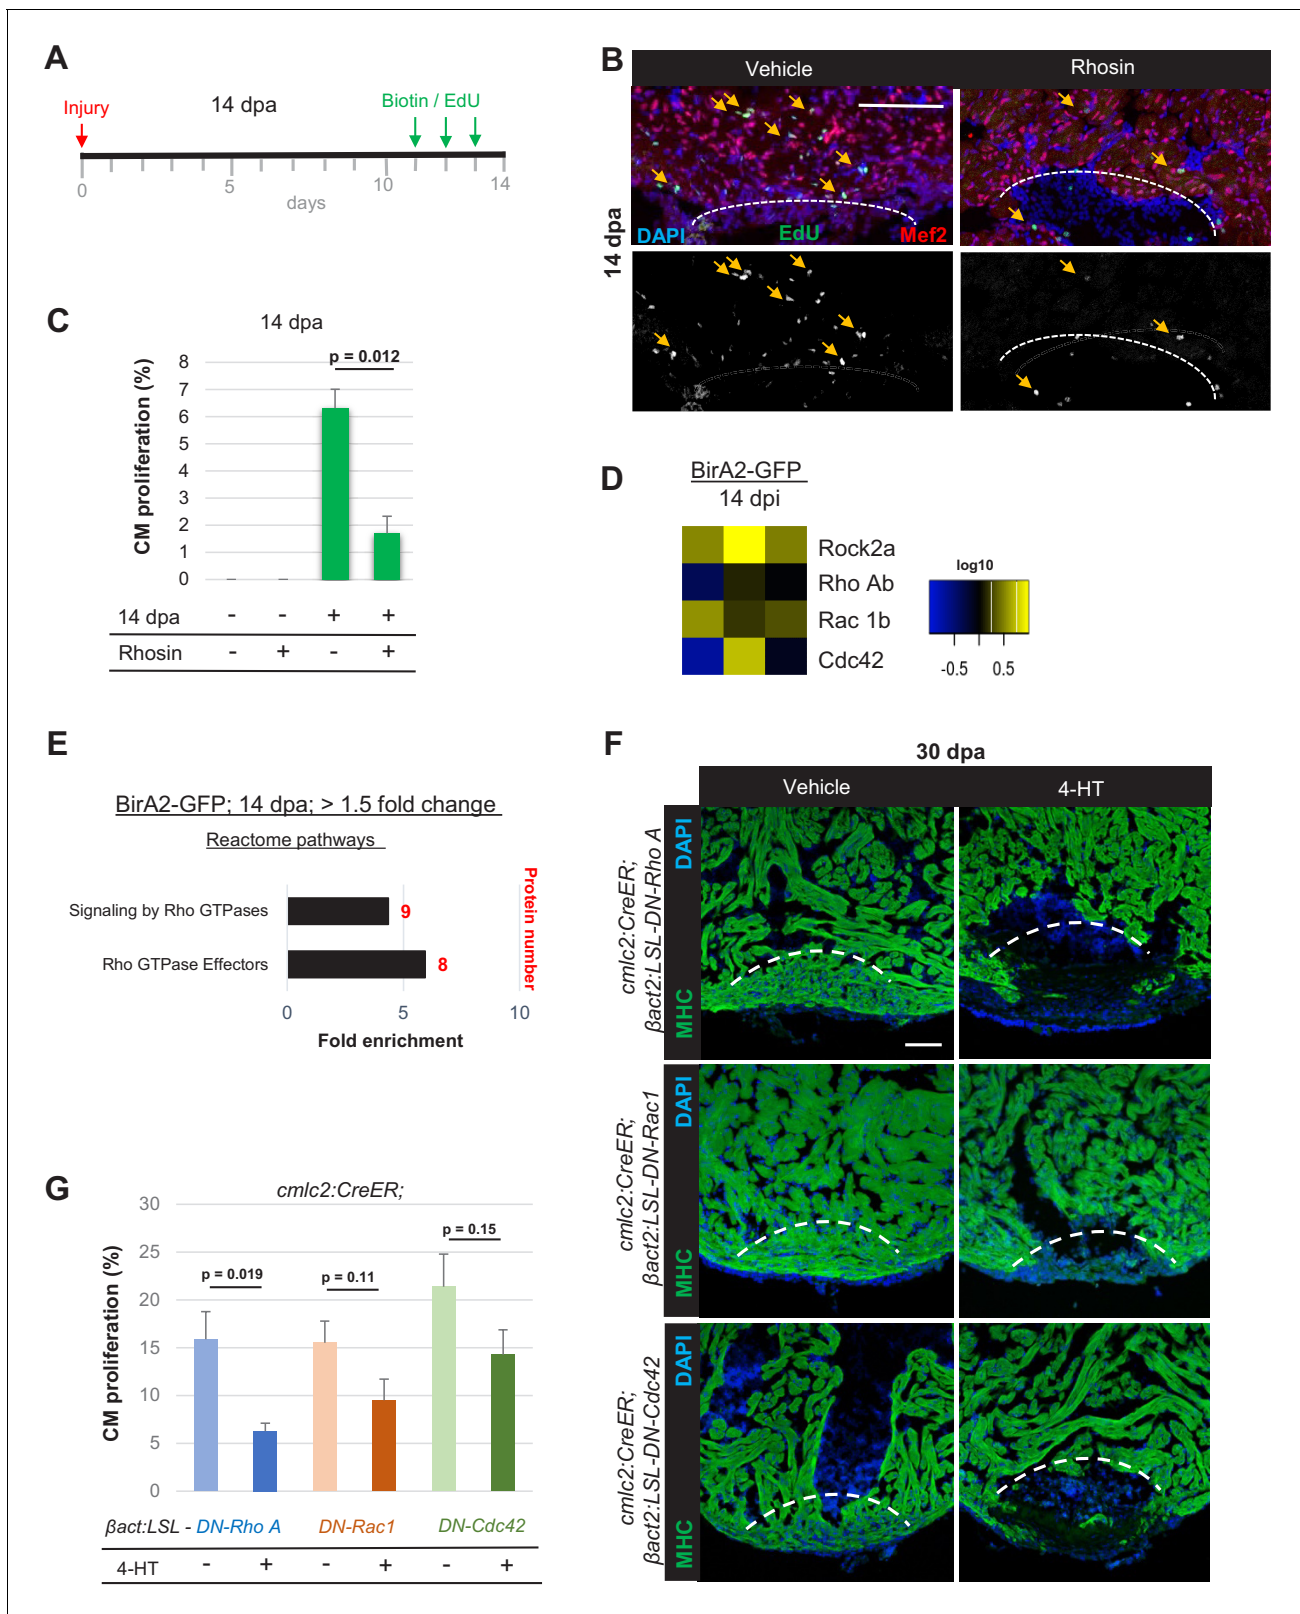 A
14 dpa
Injury
Biotin / EdU
0
5
10
14
days
B
Vehicle
Rhosin
14 dpa
DAPI
EdU
Mef2
C
14 dpa
p = 0.012
CM proliferation (%)
8
7
6
5
4
3
2
1
0
14 dpa - - + +
Rhosin - + - +
D
BirA2-GFP
14 dpi
Rock2a
Rho Ab
Rac 1b
Cdc42
log10
-0.5 0.5
E
BirA2-GFP; 14 dpa; > 1.5 fold change
Reactome pathways
Signaling by Rho GTPases
9
Rho GTPase Effectors
8
Protein number
0 5 10
Fold enrichment
F
30 dpa
Vehicle
4-HT
cmlc2:CreER;
βact2:LSL-DN-Rho A
MHC DAPI
cmlc2:CreER;
βact2:LSL-DN-Rac1
MHC DAPI
cmlc2:CreER;
βact2:LSL-DN-Cdc42
MHC DAPI
G
cmlc2:CreER;
p = 0.019
p = 0.11
p = 0.15
CM proliferation (%)
30
25
20
15
10
5
0
βact:LSL - DN-Rho A DN-Rac1 DN-Cdc42
4-HT - + - + - +